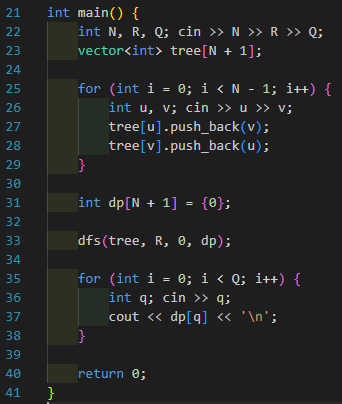 21 int main() {
22     int N, R, Q; cin >> N >> R >> Q;
23     vector<int> tree[N + 1];
24
25     for (int i = 0; i < N - 1; i++) {
26         int u, v; cin >> u >> v;
27         tree[u].push_back(v);
28         tree[v].push_back(u);
29     }
30
31     int dp[N + 1] = {0};
32
33     dfs(tree, R, 0, dp);
34
35     for (int i = 0; i < Q; i++) {
36         int q; cin >> q;
37         cout << dp[q] << '\n';
38     }
39
40     return 0;
41 }